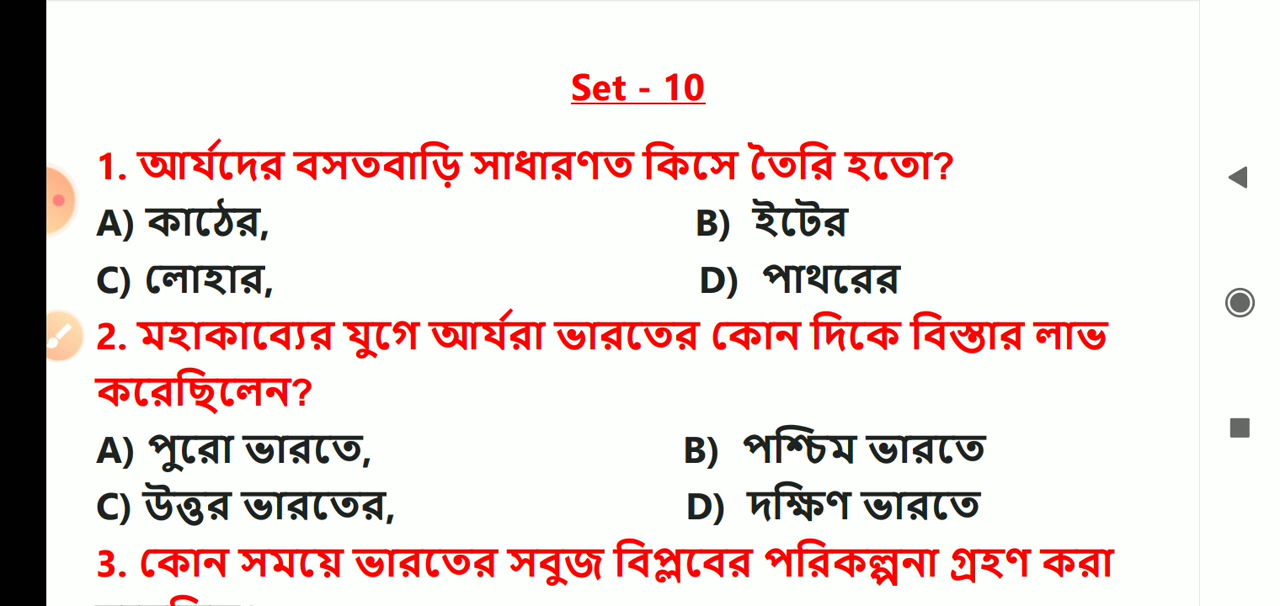 Set - 10
1. আর্যদের বসতবাড়ি সাধারণত কিসে তৈরি হতো?
A) কাঠের, B) ইটের
C) লোহার, D) পাথরের
2. মহাকাব্যের যুগে আর্যরা ভারতের কোন দিকে বিস্তার লাভ
করেছিলেন?
A) পুরো ভারতে, B) পশ্চিম ভারতে
C) উত্তর ভারতের, D) দক্ষিণ ভারতে
3. কোন সময়ে ভারতের সবুজ বিপ্লবের পরিকল্পনা গ্রহণ করা